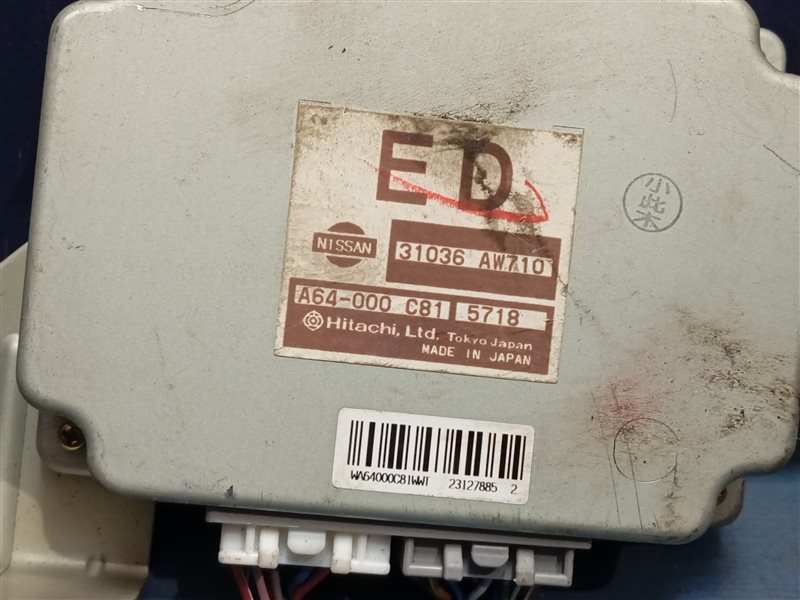 ED
NISSAN
31036 AW710
A64-000 C81 5718
Hitachi, Ltd. Tokyo Japan
MADE IN JAPAN
小此木
WA64000C81WWT 23127885 2